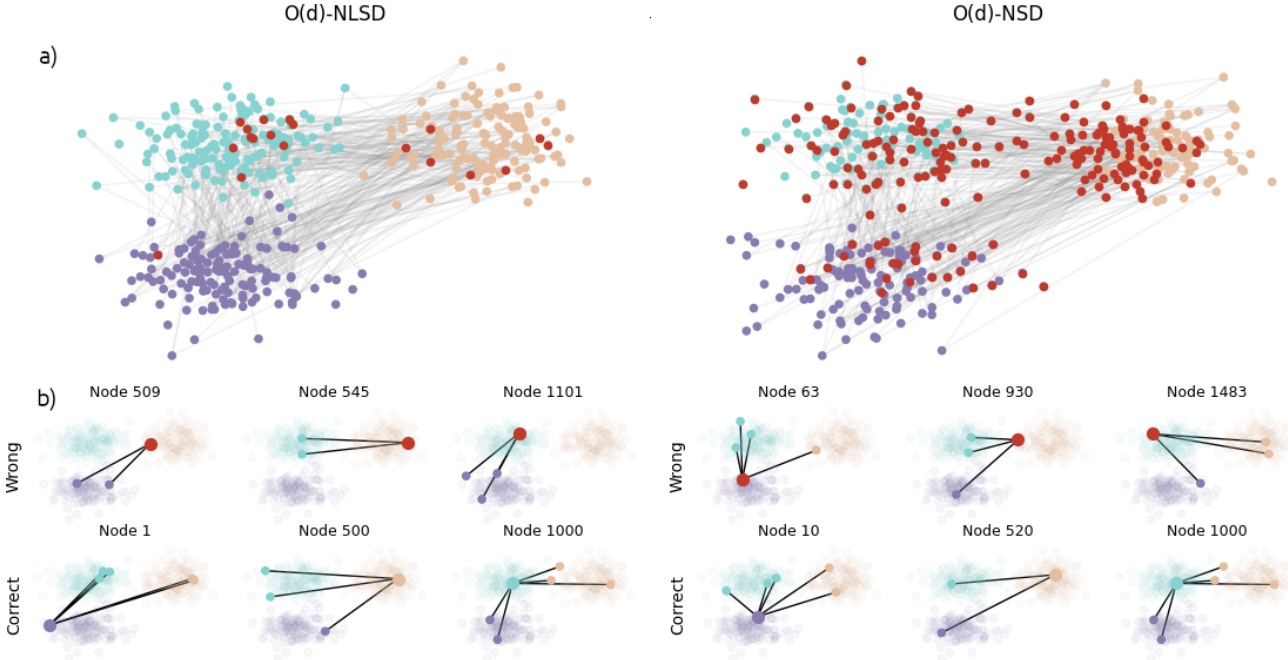 O(d)-NLSD
O(d)-NSD
a)
b)
Node 509
Node 545
Node 1101
Node 63
Node 930
Node 1483
Wrong
Wrong
Node 1
Node 500
Node 1000
Node 10
Node 520
Node 1000
Correct
Correct